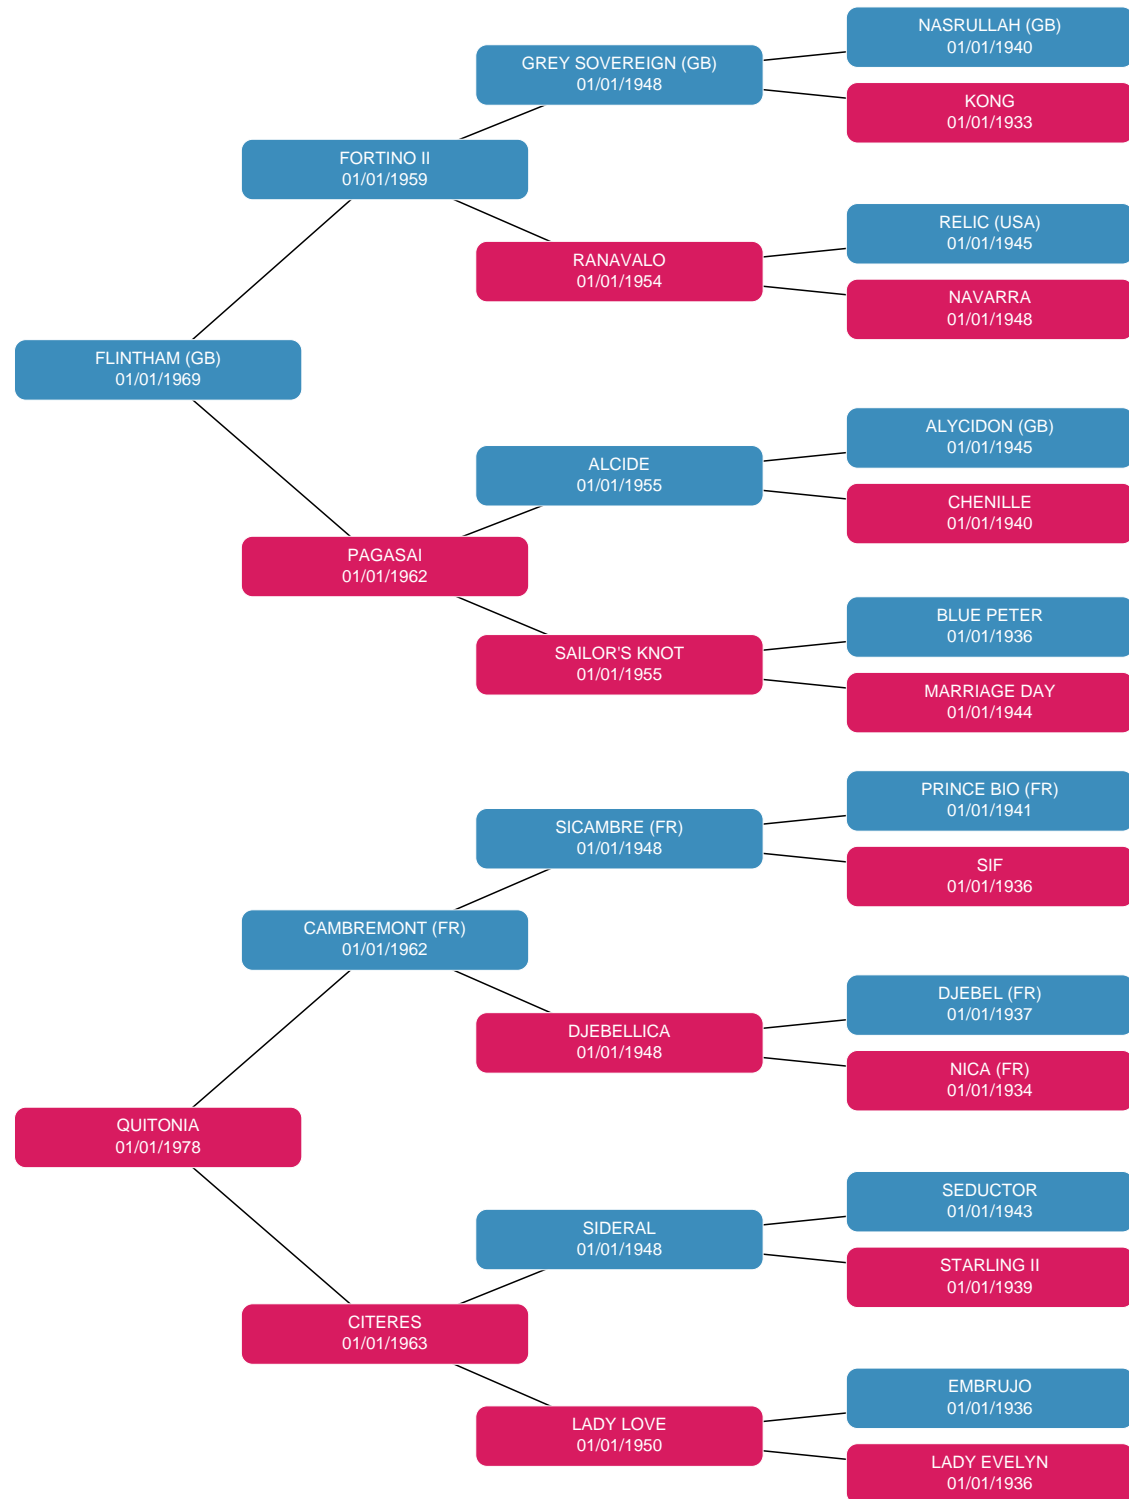 NASRULLAH (GB)
01/01/1940
GREY SOVEREIGN (GB)
01/01/1948
KONG
01/01/1933
FORTINO II
01/01/1959
RELIC (USA)
01/01/1945
RANAVALO
01/01/1954
NAVARRA
01/01/1948
FLINTHAM (GB)
01/01/1969
ALYCIDON (GB)
01/01/1945
ALCIDE
01/01/1955
CHENILLE
01/01/1940
PAGASAI
01/01/1962
BLUE PETER
01/01/1936
SAILOR'S KNOT
01/01/1955
MARRIAGE DAY
01/01/1944
PRINCE BIO (FR)
01/01/1941
SICAMBRE (FR)
01/01/1948
SIF
01/01/1936
CAMBREMONT (FR)
01/01/1962
DJEBEL (FR)
01/01/1937
DJEBELLICA
01/01/1948
NICA (FR)
01/01/1934
QUITONIA
01/01/1978
SEDUCTOR
01/01/1943
SIDERAL
01/01/1948
STARLING II
01/01/1939
CITERES
01/01/1963
EMBRUJO
01/01/1936
LADY LOVE
01/01/1950
LADY EVELYN
01/01/1936